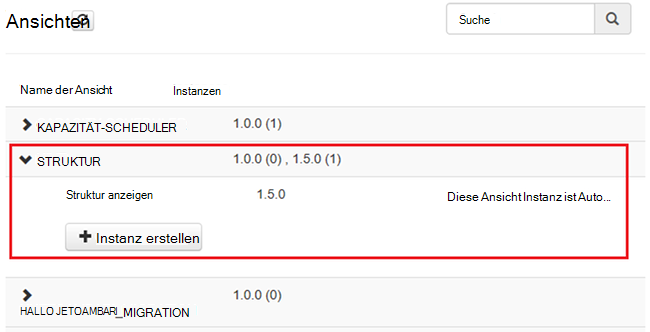 Ansichten
Suche
Name der Ansicht Instanzen
KAPAZITÄT-SCHEDULER 1.0.0 (1)
STRUKTUR 1.0.0 (0) , 1.5.0 (1)
Struktur anzeigen 1.5.0 Diese Ansicht Instanz ist Auto...
Instanz erstellen
HALLO JETOAMBARI_MIGRATION 1.0.0 (0)